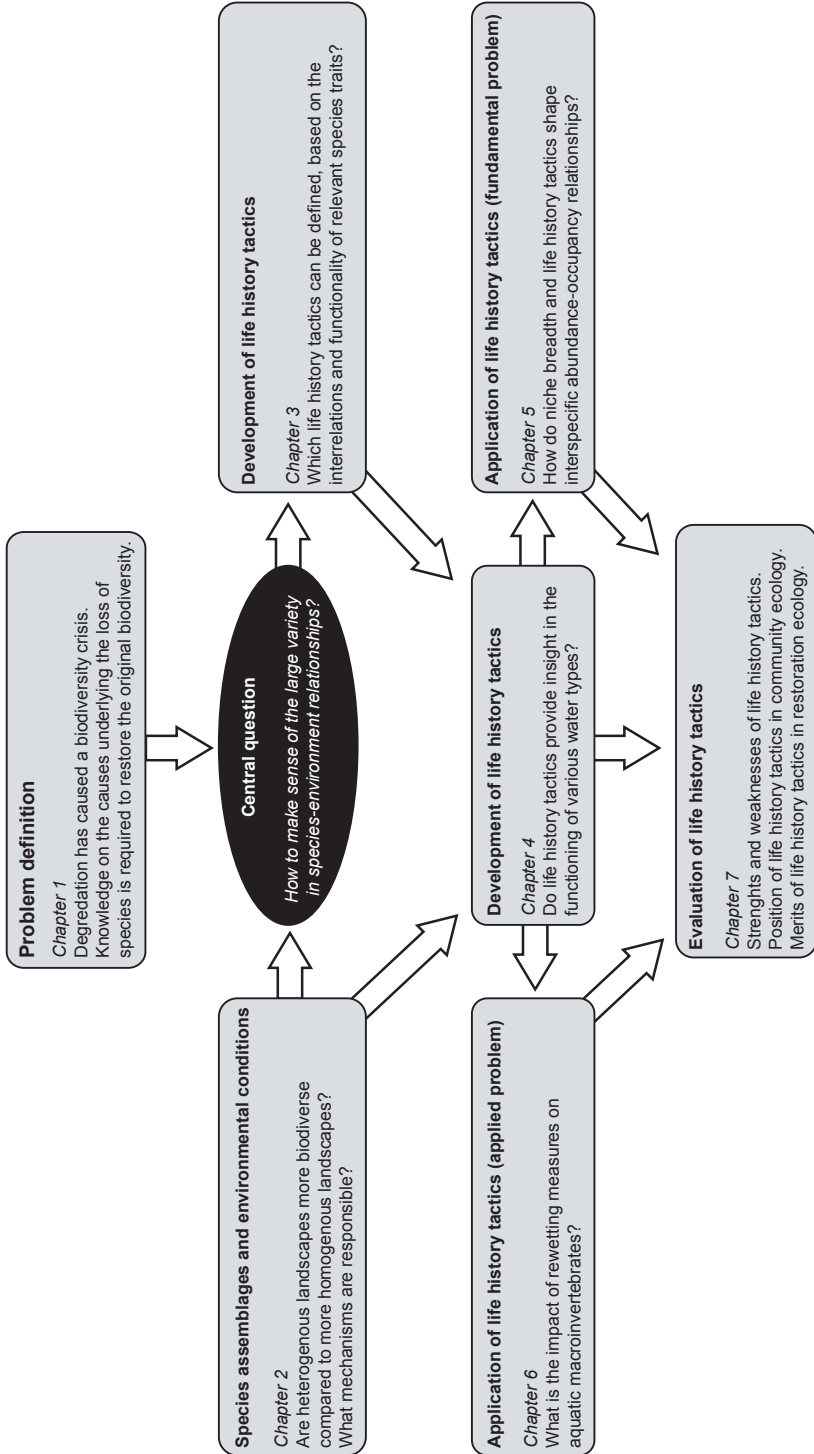 Problem definition
Chapter 1
Degredation has caused a biodiversity crisis.
Knowledge on the causes underlying the loss of
species is required to restore the original biodiversity.
Species assemblages and environmental conditions
Chapter 2
Are heterogenous landscapes more biodiverse
compared to more homogenous landscapes?
What mechanisms are responsible?
Central question
How to make sense of the large variety
in species-environment relationships?
Development of life history tactics
Chapter 3
Which life history tactics can be defined, based on the
interrelations and functionality of relevant species traits?
Application of life history tactics (applied problem)
Chapter 6
What is the impact of rewetting measures on
aquatic macroinvertebrates?
Development of life history tactics
Chapter 4
Do life history tactics provide insight in the
functioning of various water types?
Application of life history tactics (fundamental problem)
Chapter 5
How do niche breadth and life history tactics shape
interspecific abundance-occupancy relationships?
Evaluation of life history tactics
Chapter 7
Strenghts and weaknesses of life history tactics.
Position of life history tactics in community ecology.
Merits of life history tactics in restoration ecology.